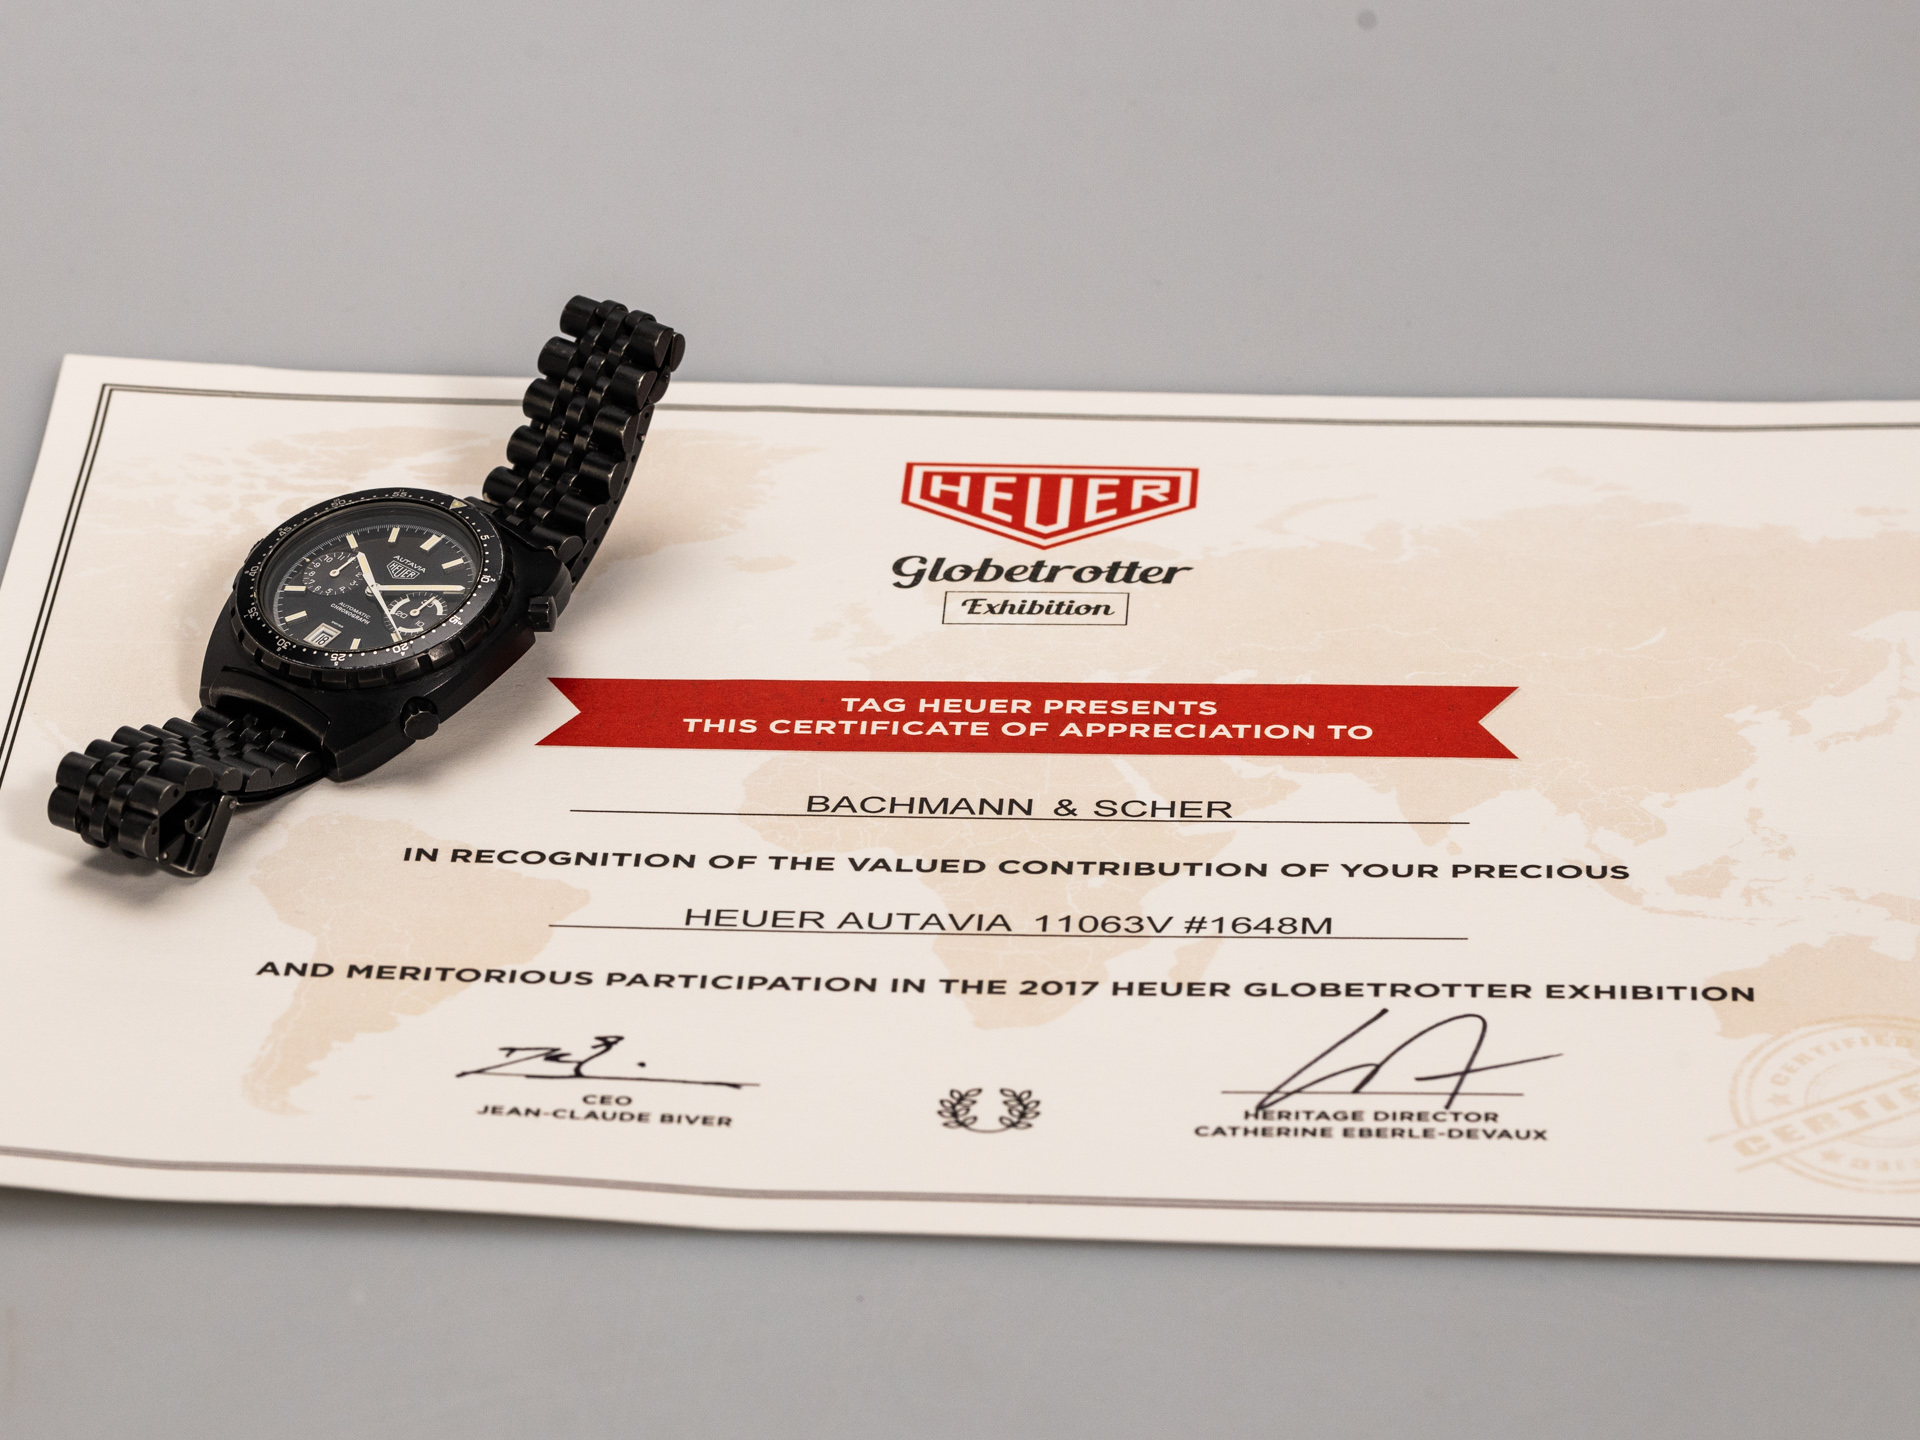 HEUER
Globetrotter
Exhibition
TAG HEUER PRESENTS
THIS CERTIFICATE OF APPRECIATION TO
BACHMANN & SCHER
IN RECOGNITION OF THE VALUED CONTRIBUTION OF YOUR PRECIOUS
HEUER AUTAVIA 11063V #1648M
AND MERITORIOUS PARTICIPATION IN THE 2017 HEUER GLOBETROTTER EXHIBITION
CEO
JEAN-CLAUDE BIVER
HERITAGE DIRECTOR
CATHERINE EBERLE-DEVAUX
CERTIFIED
AUTAVIA
HEUER
AUTOMATIC
CHRONOGRAPH
18